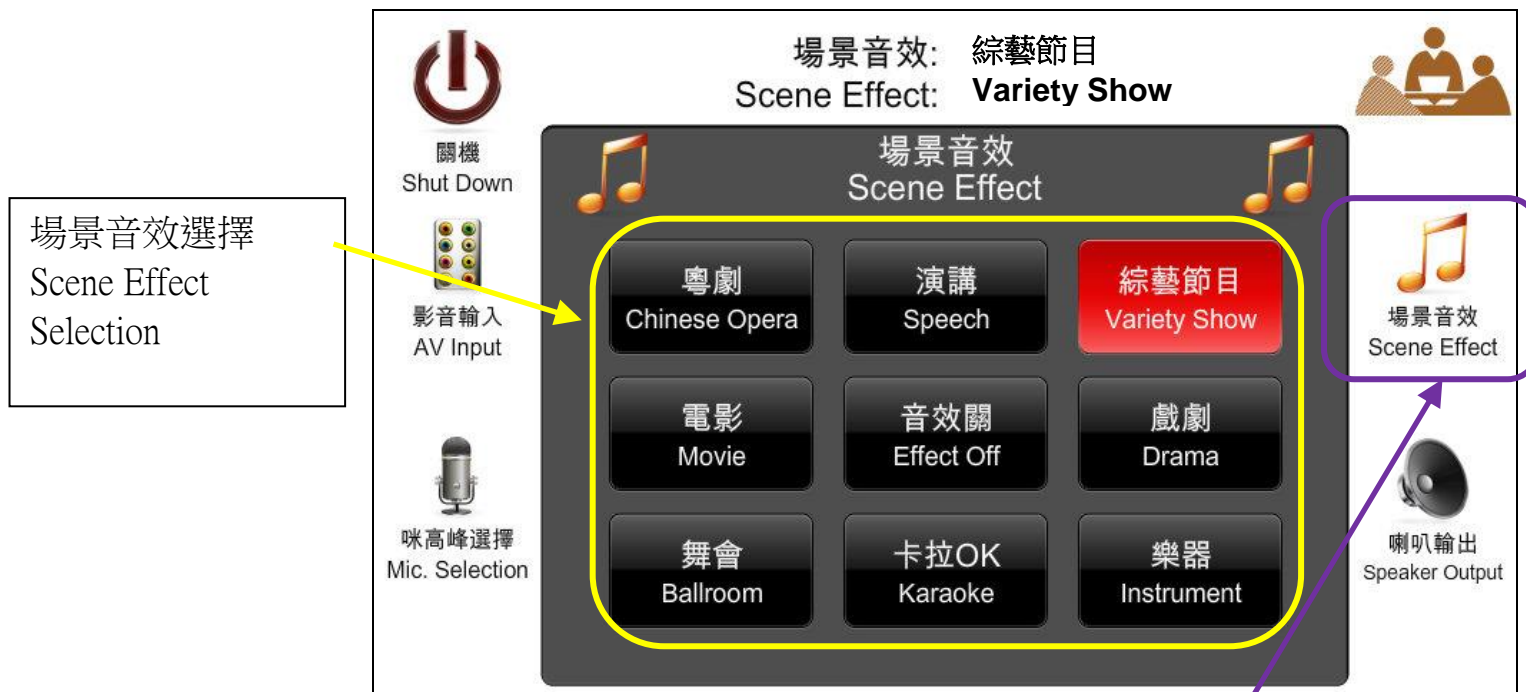 場景音效: 綜藝節目
Scene Effect: Variety Show
關機
Shut Down
場景音效
Scene Effect
場景音效選擇
Scene Effect
Selection
影音輸入
AV Input
咪高峰選擇
Mic. Selection
粵劇
Chinese Opera
演講
Speech
綜藝節目
Variety Show
電影
Movie
音效關
Effect Off
戲劇
Drama
舞會
Ballroom
卡拉OK
Karaoke
樂器
Instrument
場景音效
Scene Effect
喇叭輸出
Speaker Output